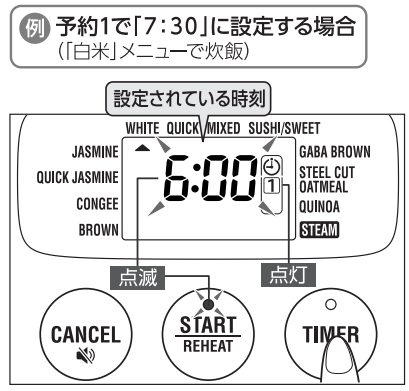 例 予約1で「7:30」に設定する場合
(「白米」メニューで炊飯)
設定されている時刻
WHITE QUICK MIXED SUSHI/SWEET
JASMINE
QUICK JASMINE
CONGEE
BROWN
6:00
1
GABA BROWN
STEEL CUT
OATMEAL
QUINOA
STEAM
点滅
点灯
CANCEL
START
REHEAT
TIMER